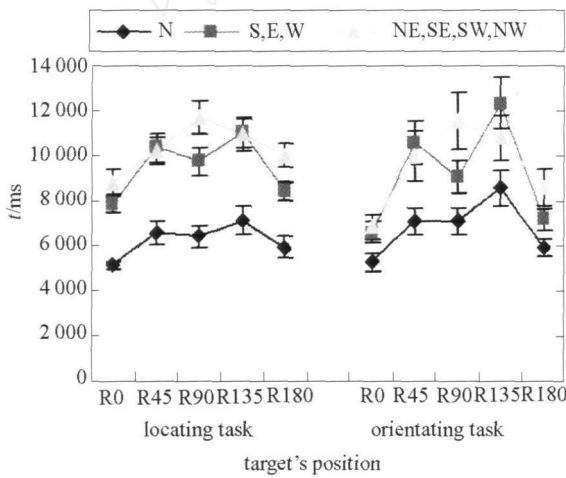 N S,E,W NE,SE,SW,NW
14 000
12 000
10 000
8 000
6 000
4 000
2 000
0
t/ms
R0 R45 R90 R135 R180 R0 R45 R90 R135 R180
locating task orientating task
target's position